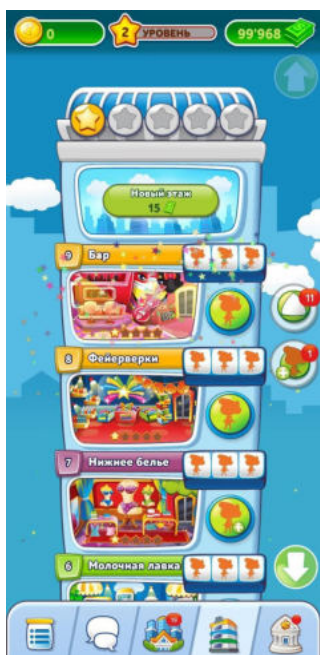 0
2 УРОВЕНЬ
99'968
Новый этаж
15
9 Бар
11
1
8 Фейерверки
7 Нижнее белье
6 Молочная лавка